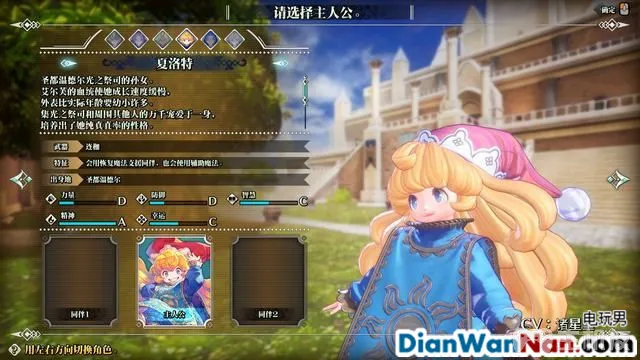 请选择主人公。
确定
夏洛特
圣都温德尔光之祭司的孙女。
艾尔芙的血统使她成长速度缓慢，
外表比实际年龄要幼小许多。
集光之祭司和周围其他人的万千宠爱于一身，
培养出了她纯真直率的性格。
武器 连枷
特征 会用恢复魔法支援同伴，也会使用辅助魔法。
出身地 圣都温德尔
力量 D 防御 D 智慧 C
精神 A 幸运 C
同伴1 主人公 同伴2
CV：诸星
电玩男
DianWanNan.com
用左右方向切换角色。